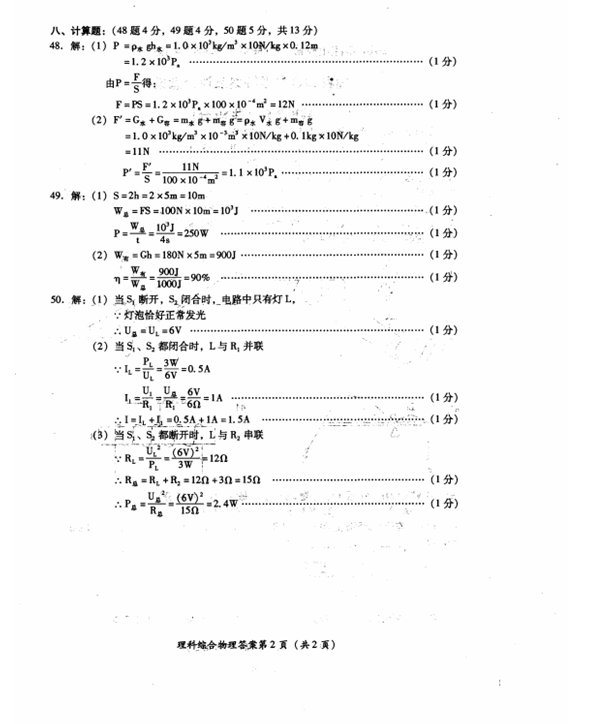 八、计算题：(48题4分，49题4分，50题5分，共13分)
48. 解：(1) P = ρ水 gh水 = 1.0×10³kg/m³ ×10N/kg×0.12m
=1.2×10³Pa ……………… (1分)
由P = F/S 得：
F = PS = 1.2×10³Pa × 100×10⁻⁴m² = 12N ……………… (1分)
(2) F′ = G水 + G容 = m水 g + m容 g = ρ水 V水 g + m容 g
= 1.0×10³kg/m³ × 10⁻³m³ × 10N/kg + 0.1kg×10N/kg
= 11N ……………… (1分)
P′ = F′/S = 11N/100×10⁻⁴m² = 1.1×10³Pa ……………… (1分)
49. 解：(1) S = 2h = 2×5m = 10m
W总 = FS = 100N×10m = 10³J ……………… (1分)
P = W总/t = 10³J/4s = 250W ……………… (1分)
(2) W有 = Gh = 180N×5m = 900J ……………… (1分)
η = W有/W总 = 900J/1000J = 90% ……………… (1分)
50. 解：(1) 当S₁断开，S₂闭合时，电路中只有灯L，
∵灯泡恰好正常发光
∴U总 = UL = 6V ……………… (1分)
(2) 当S₁、S₂都闭合时，L与R₁并联
∵IL = PL/UL = 3W/6V = 0.5A
I₁ = U₁/R₁ = U总/R₁ = 6V/6Ω = 1A ……………… (1分)
∴I = IL + I₁ = 0.5A + 1A = 1.5A ……………… (1分)
(3) 当S₁、S₂都断开时，L与R₂串联
∵RL = UL²/PL = (6V)²/3W = 12Ω
∴R总 = RL + R₂ = 12Ω + 3Ω = 15Ω ……………… (1分)
∴P总 = U总²/R总 = (6V)²/15Ω = 2.4W ……………… (1分)
理科综合物理答案第2页（共2页）